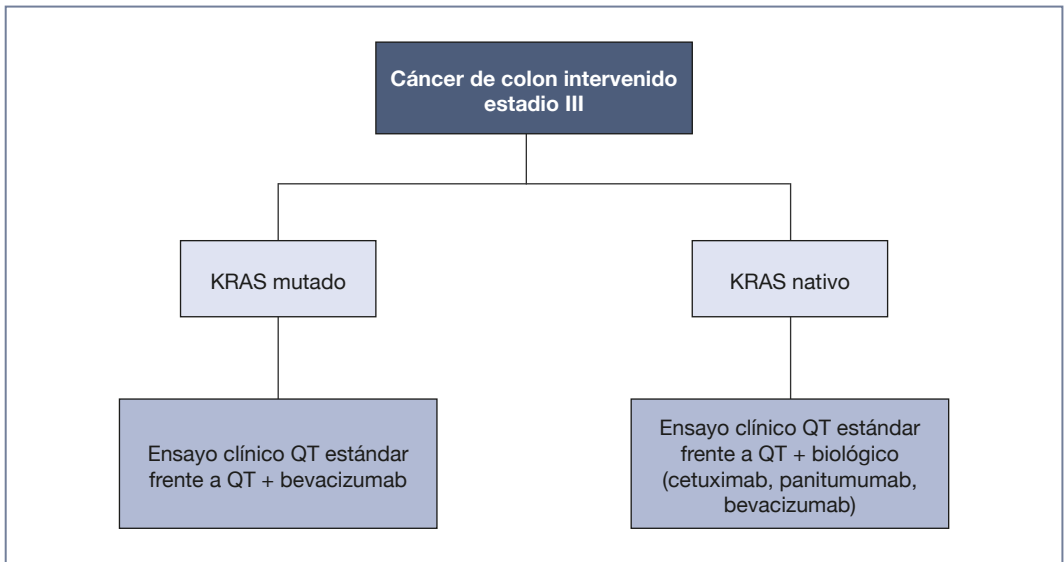 Cáncer de colon intervenido
estadio III
KRAS mutado
KRAS nativo
Ensayo clínico QT estándar
frente a QT + bevacizumab
Ensayo clínico QT estándar
frente a QT + biológico
(cetuximab, panitumumab,
bevacizumab)